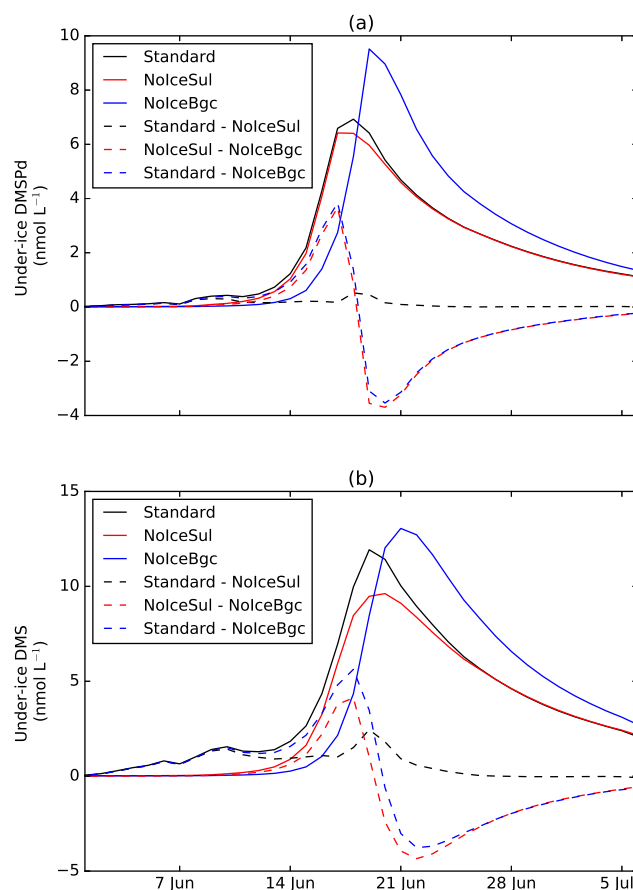 (a)
10
8
6
4
2
0
−2
−4
Under-ice DMSPd
(nmol L⁻¹)
Standard
NoIceSul
NoIceBgc
Standard - NoIceSul
NoIceSul - NoIceBgc
Standard - NoIceBgc
(b)
15
10
5
0
−5
Under-ice DMS
(nmol L⁻¹)
Standard
NoIceSul
NoIceBgc
Standard - NoIceSul
NoIceSul - NoIceBgc
Standard - NoIceBgc
7 Jun 14 Jun 21 Jun 28 Jun 5 Jul